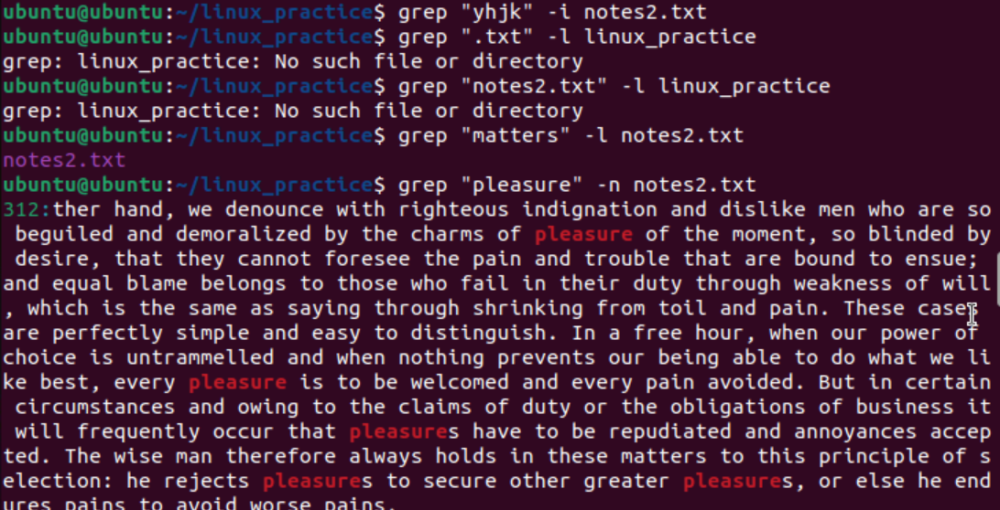 ubuntu@ubuntu:~/linux_practice$ grep "yhjk" -i notes2.txt
ubuntu@ubuntu:~/linux_practice$ grep ".txt" -l linux_practice
grep: linux_practice: No such file or directory
ubuntu@ubuntu:~/linux_practice$ grep "notes2.txt" -l linux_practice
grep: linux_practice: No such file or directory
ubuntu@ubuntu:~/linux_practice$ grep "matters" -l notes2.txt
notes2.txt
ubuntu@ubuntu:~/linux_practice$ grep "pleasure" -n notes2.txt
312:ther hand, we denounce with righteous indignation and dislike men who are so
 beguiled and demoralized by the charms of pleasure of the moment, so blinded by
 desire, that they cannot foresee the pain and trouble that are bound to ensue;
and equal blame belongs to those who fail in their duty through weakness of will
, which is the same as saying through shrinking from toil and pain. These cases
are perfectly simple and easy to distinguish. In a free hour, when our power of
choice is untrammelled and when nothing prevents our being able to do what we li
ke best, every pleasure is to be welcomed and every pain avoided. But in certain
 circumstances and owing to the claims of duty or the obligations of business it
 will frequently occur that pleasures have to be repudiated and annoyances accep
ted. The wise man therefore always holds in these matters to this principle of s
election: he rejects pleasures to secure other greater pleasures, or else he end
ures pains to avoid worse pains.